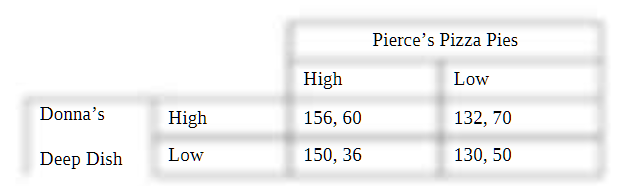 Pierce’s Pizza Pies
High Low
Donna’s
Deep Dish
High 156, 60 132, 70
Low 150, 36 130, 50